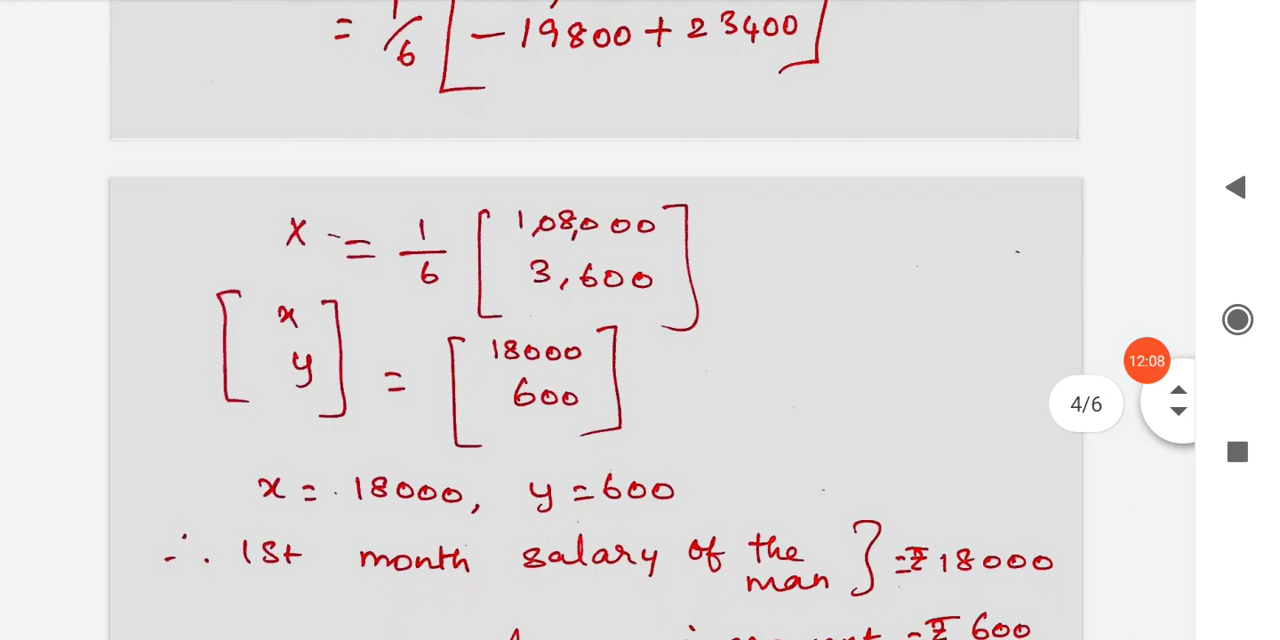 = 1/6 [ - 19800 + 23400 ]
X = 1/6 [ 1,08,000
3,600 ]
[ x
y ] = [ 18000
600 ]
12:08
4/6
x = 18000, y = 600
∴ 1st month salary of the man } = ₹ 18000
= ₹ 600